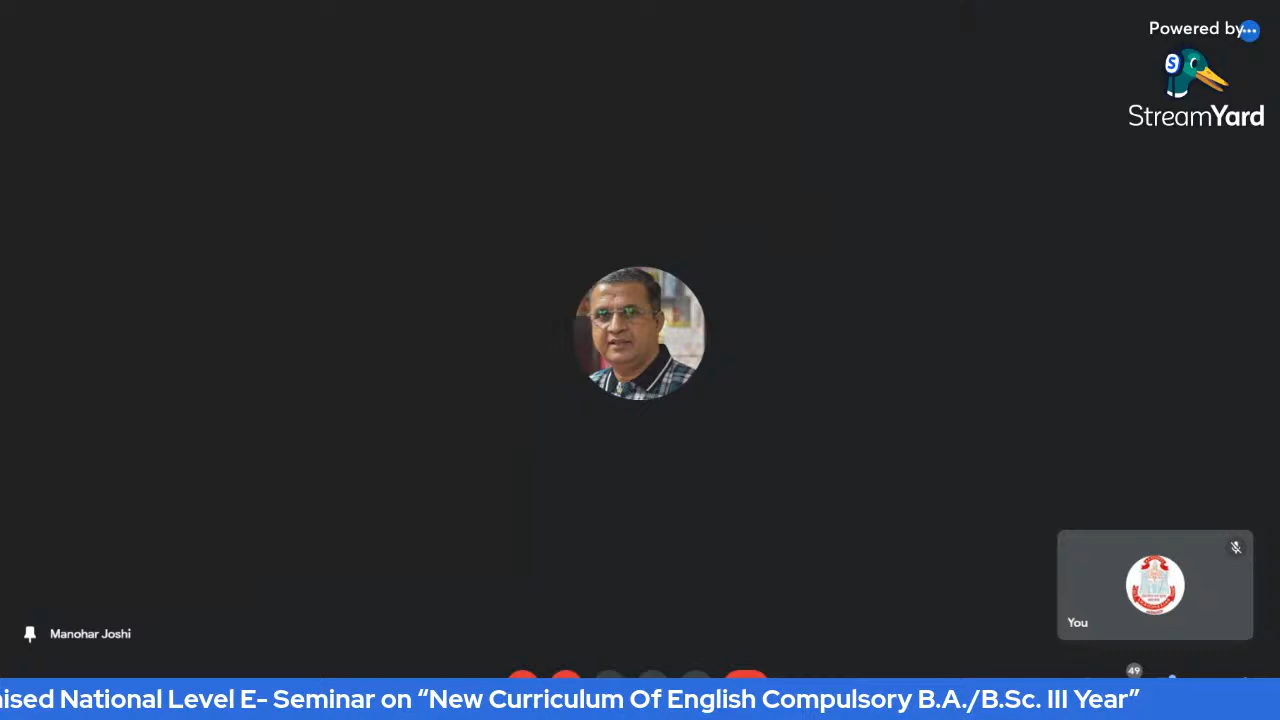 Powered by
StreamYard
Manohar Joshi
You
49
ised National Level E- Seminar on “New Curriculum Of English Compulsory B.A./B.Sc. III Year”